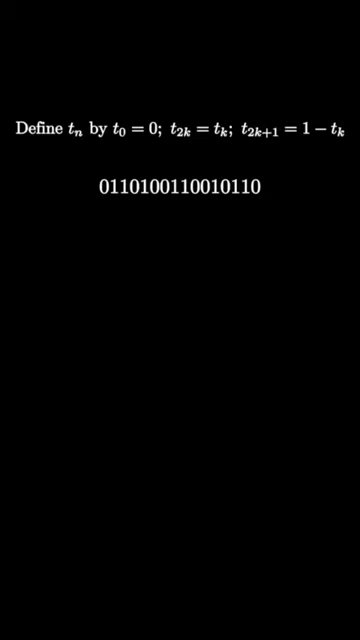 Define tₙ by t₀ = 0; t₂ₖ = tₖ; t₂ₖ₊₁ = 1 − tₖ
0110100110010110